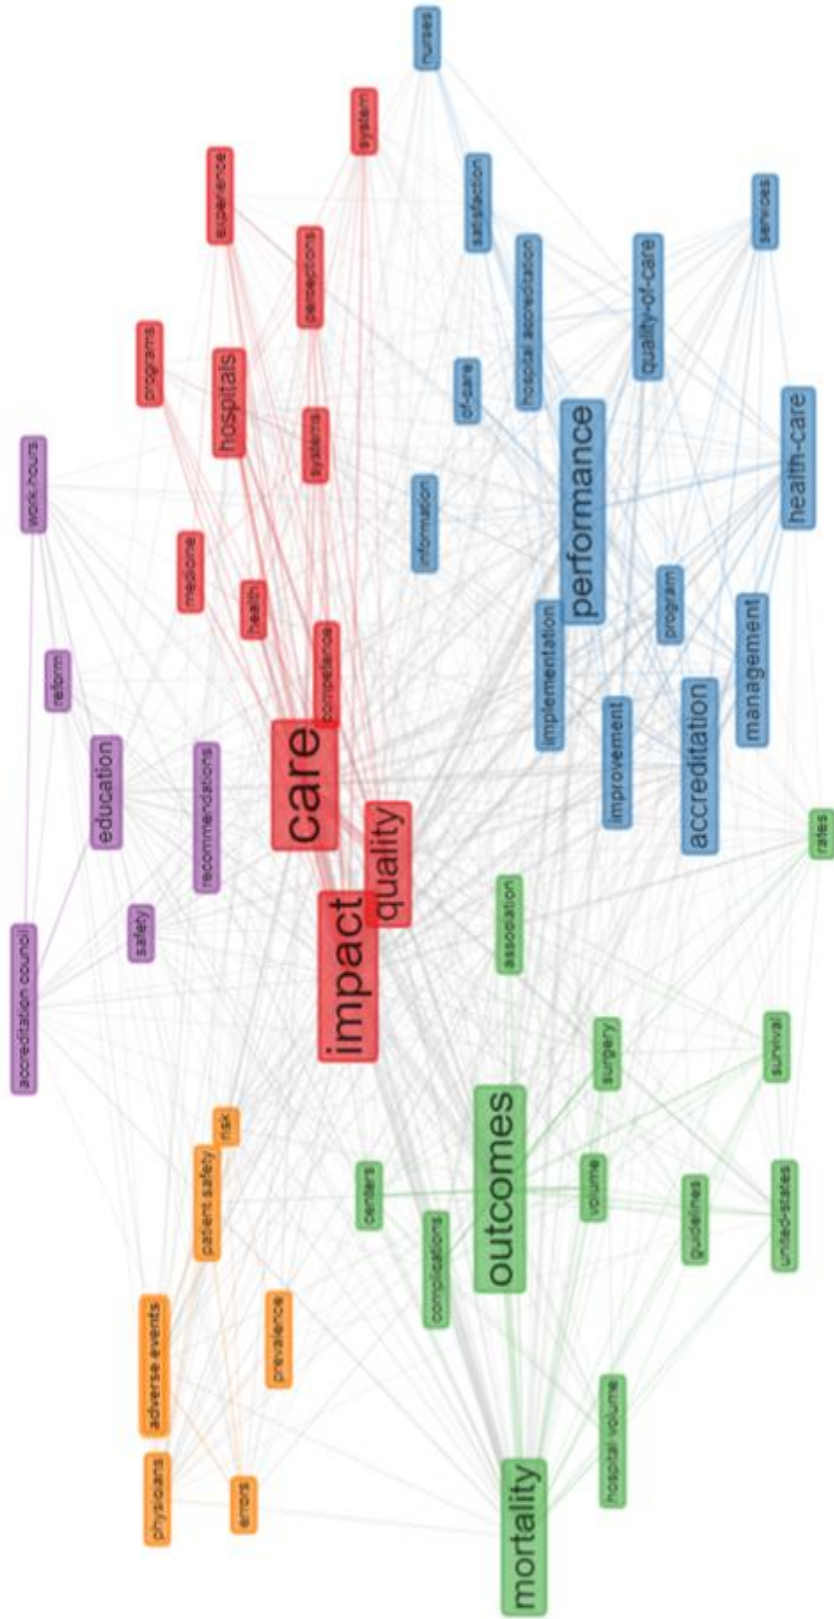 accreditation council
work hours
reform
education
safety
recommendations
programs
experience
hospitals
medicine
health
systems
perceptions
system
competence
care
quality
impact
physicians
adverse events
patient safety
risk
errors
prevalence
nurses
satisfaction
hospital accreditation
of-care
information
performance
quality-of-care
services
implementation
program
health-care
improvement
management
accreditation
centers
complications
outcomes
association
surgery
volume
guidelines
survival
united-states
rates
hospital volume
mortality